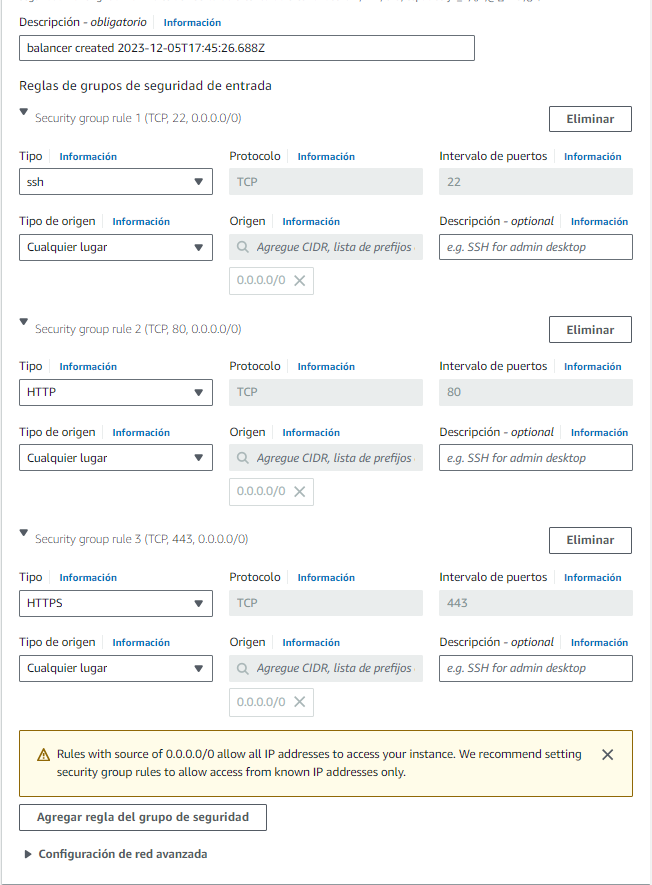 Descripción - obligatorio Información
balancer created 2023-12-05T17:45:26.688Z
Reglas de grupos de seguridad de entrada
Security group rule 1 (TCP, 22, 0.0.0.0/0) Eliminar
Tipo Información Protocolo Información Intervalo de puertos Información
ssh TCP 22
Tipo de origen Información Origen Información Descripción - optional Información
Cualquier lugar Agregue CIDR, lista de prefijos e.g. SSH for admin desktop
0.0.0.0/0
Security group rule 2 (TCP, 80, 0.0.0.0/0) Eliminar
Tipo Información Protocolo Información Intervalo de puertos Información
HTTP TCP 80
Tipo de origen Información Origen Información Descripción - optional Información
Cualquier lugar Agregue CIDR, lista de prefijos e.g. SSH for admin desktop
0.0.0.0/0
Security group rule 3 (TCP, 443, 0.0.0.0/0) Eliminar
Tipo Información Protocolo Información Intervalo de puertos Información
HTTPS TCP 443
Tipo de origen Información Origen Información Descripción - optional Información
Cualquier lugar Agregue CIDR, lista de prefijos e.g. SSH for admin desktop
0.0.0.0/0
Rules with source of 0.0.0.0/0 allow all IP addresses to access your instance. We recommend setting
security group rules to allow access from known IP addresses only.
Agregar regla del grupo de seguridad
Configuración de red avanzada